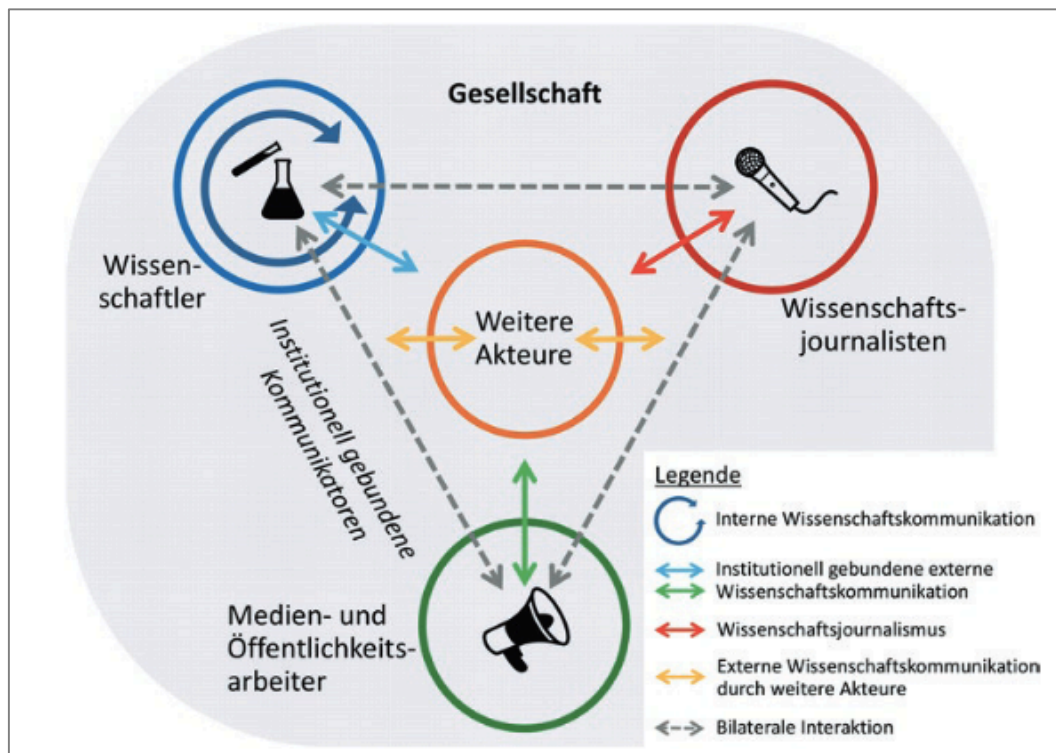 Gesellschaft
Wissen-
schaftler
Wissenschafts-
journalisten
Weitere
Akteure
Institutionell gebundene
Kommunikatoren
Medien- und
Öffentlichkeits-
arbeiter
Legende
Interne Wissenschaftskommunikation
Institutionell gebundene externe
Wissenschaftskommunikation
Wissenschaftsjournalismus
Externe Wissenschaftskommunikation
durch weitere Akteure
Bilaterale Interaktion